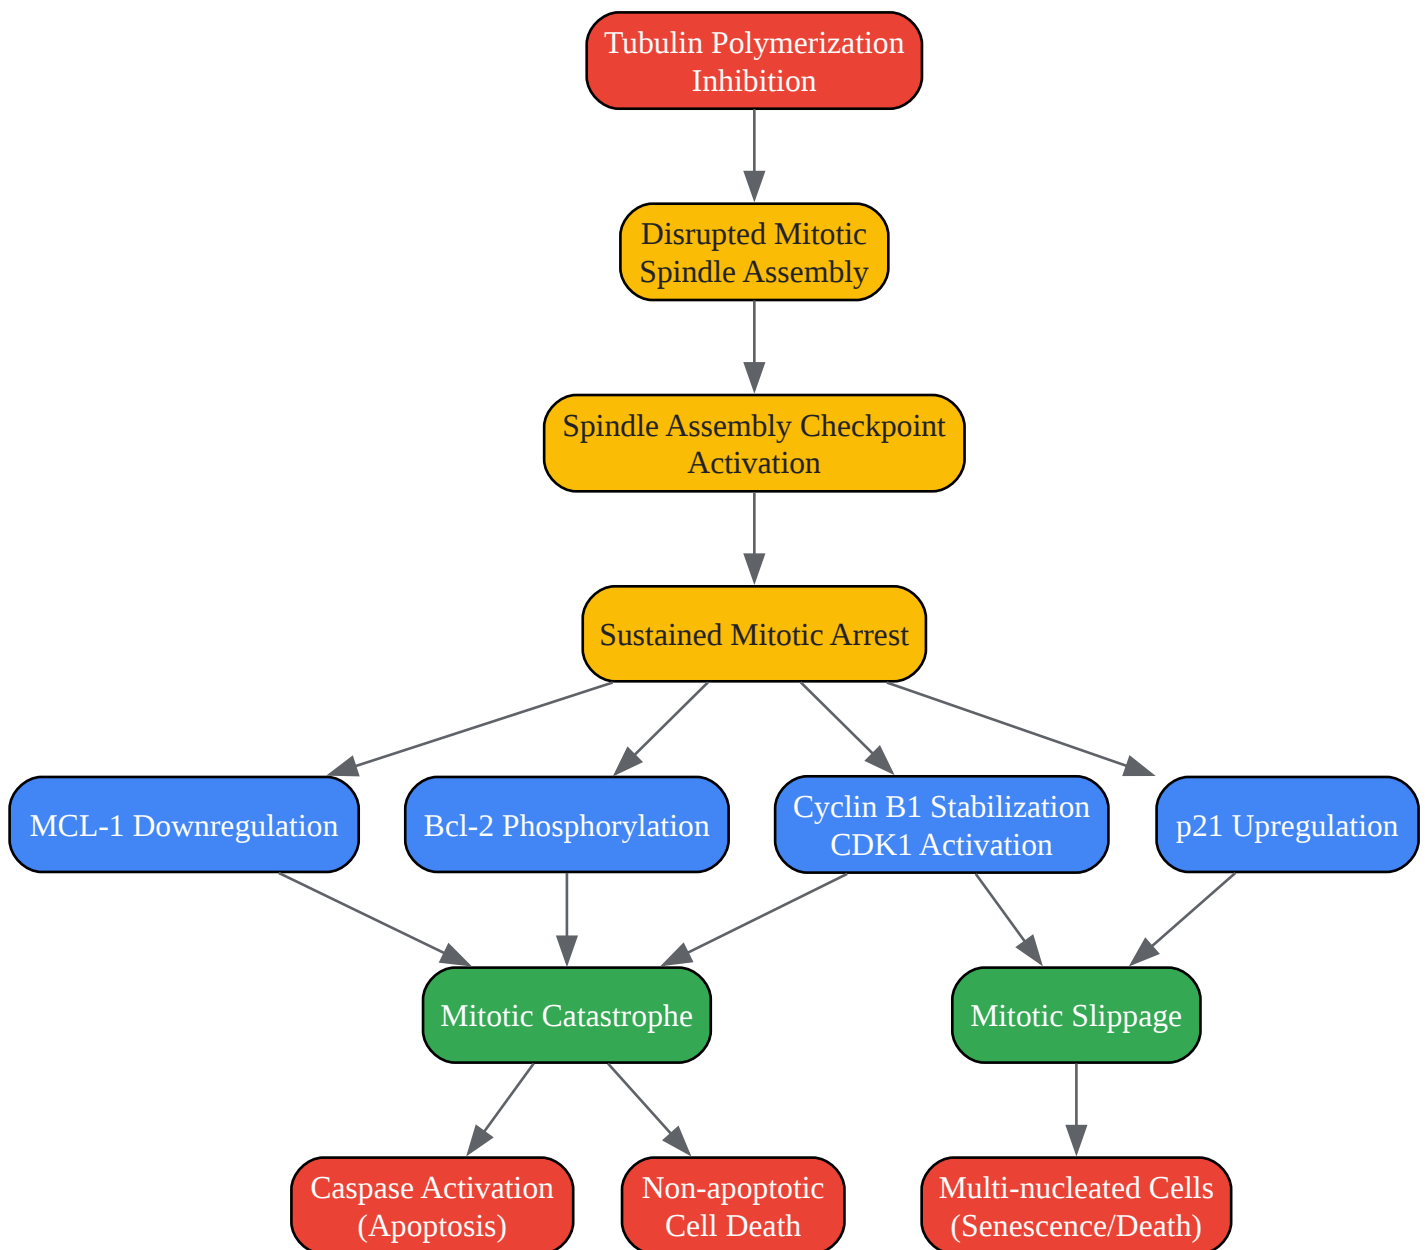 Tubulin Polymerization
Inhibition
Disrupted Mitotic
Spindle Assembly
Spindle Assembly Checkpoint
Activation
Sustained Mitotic Arrest
MCL-1 Downregulation
Bcl-2 Phosphorylation
Cyclin B1 Stabilization
CDK1 Activation
p21 Upregulation
Mitotic Catastrophe
Mitotic Slippage
Caspase Activation
(Apoptosis)
Non-apoptotic
Cell Death
Multi-nucleated Cells
(Senescence/Death)